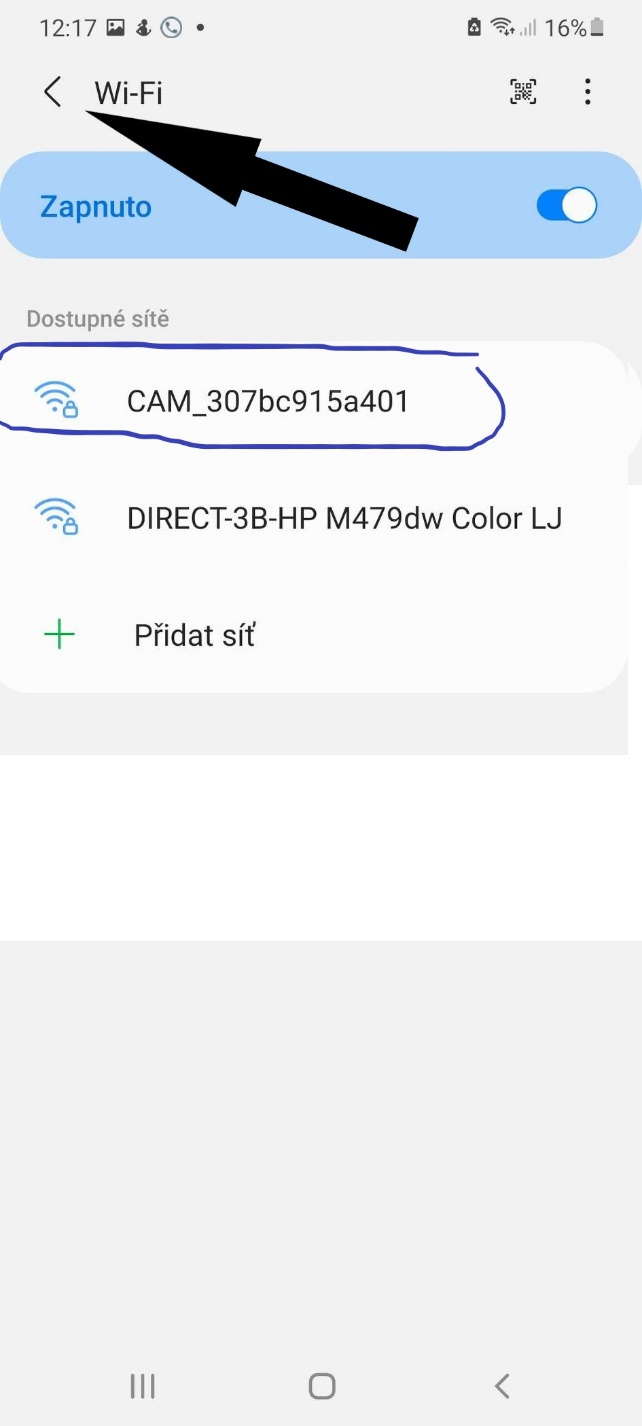 12:17 16%
Wi-Fi
Zapnuto
Dostupné sítě
CAM_307bc915a401
DIRECT-3B-HP M479dw Color LJ
Přidat síť